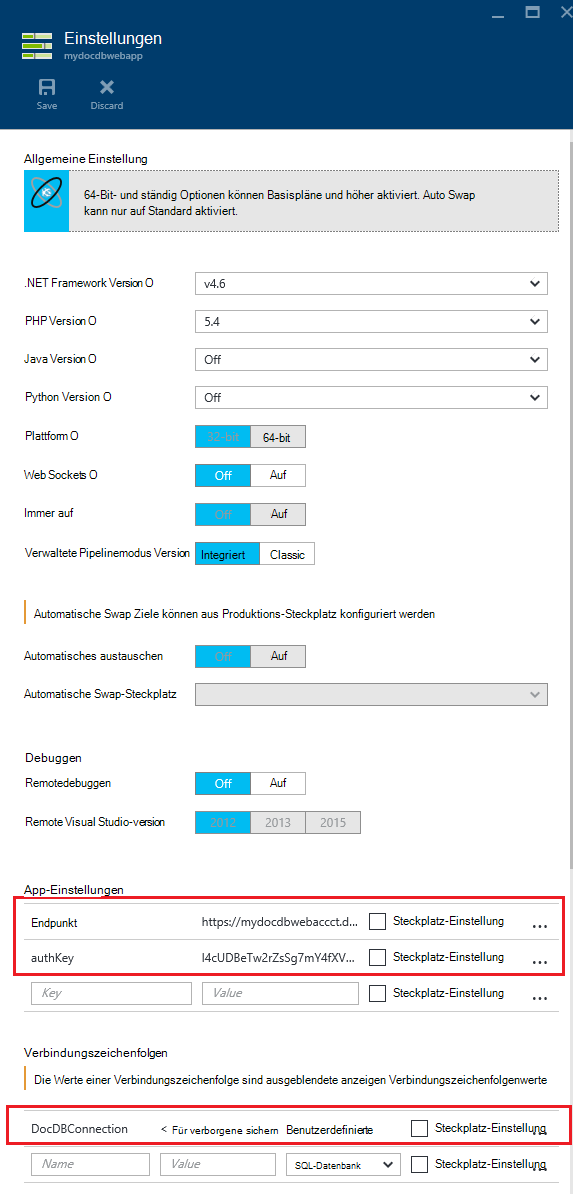 Einstellungen
mydocdbwebapp
Save Discard
Allgemeine Einstellung
64-Bit- und ständig Optionen können Basispläne und höher aktiviert. Auto Swap
kann nur auf Standard aktiviert.
.NET Framework Version O v4.6
PHP Version O 5.4
Java Version O Off
Python Version O Off
Plattform O 32-bit 64-bit
Web Sockets O Off Auf
Immer auf Off Auf
Verwaltete Pipelinemodus Version Integriert Classic
Automatische Swap Ziele können aus Produktions-Steckplatz konfiguriert werden
Automatisches austauschen Off Auf
Automatische Swap-Steckplatz
Debuggen
Remotedebuggen Off Auf
Remote Visual Studio-version 2012 2013 2015
App-Einstellungen
Endpunkt https://mydocdbwebaccct.d... Steckplatz-Einstellung ...
authKey I4cUDBeTw2rZsSg7mY4fXV... Steckplatz-Einstellung ...
Key Value Steckplatz-Einstellung ...
Verbindungszeichenfolgen
Die Werte einer Verbindungszeichenfolge sind ausgeblendete anzeigen Verbindungszeichenfolgenwerte
DocDBConnection < Für verborgene sichern Benutzerdefinierte Steckplatz-Einstellung ...
Name Value SQL-Datenbank Steckplatz-Einstellung ...